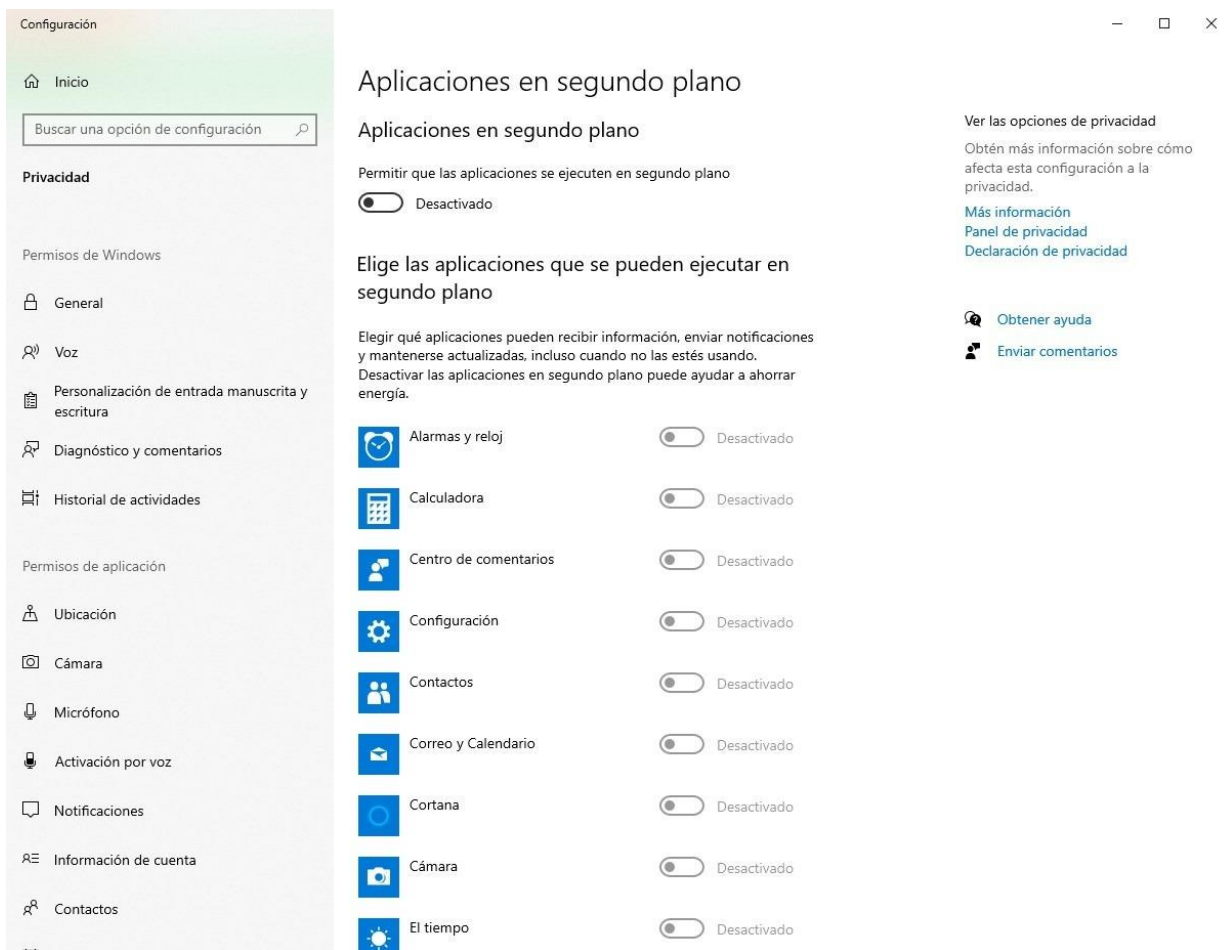 Configuración
Inicio
Buscar una opción de configuración
Privacidad
Permisos de Windows
General
Voz
Personalización de entrada manuscrita y
escritura
Diagnóstico y comentarios
Historial de actividades
Permisos de aplicación
Ubicación
Cámara
Micrófono
Activación por voz
Notificaciones
Información de cuenta
Contactos
Aplicaciones en segundo plano
Aplicaciones en segundo plano
Permitir que las aplicaciones se ejecuten en segundo plano
Desactivado
Elige las aplicaciones que se pueden ejecutar en
segundo plano
Elegir qué aplicaciones pueden recibir información, enviar notificaciones
y mantenerse actualizadas, incluso cuando no las estés usando.
Desactivar las aplicaciones en segundo plano puede ayudar a ahorrar
energía.
Alarmas y reloj Desactivado
Calculadora Desactivado
Centro de comentarios Desactivado
Configuración Desactivado
Contactos Desactivado
Correo y Calendario Desactivado
Cortana Desactivado
Cámara Desactivado
El tiempo Desactivado
Ver las opciones de privacidad
Obtén más información sobre cómo
afecta esta configuración a la
privacidad.
Más información
Panel de privacidad
Declaración de privacidad
Obtener ayuda
Enviar comentarios